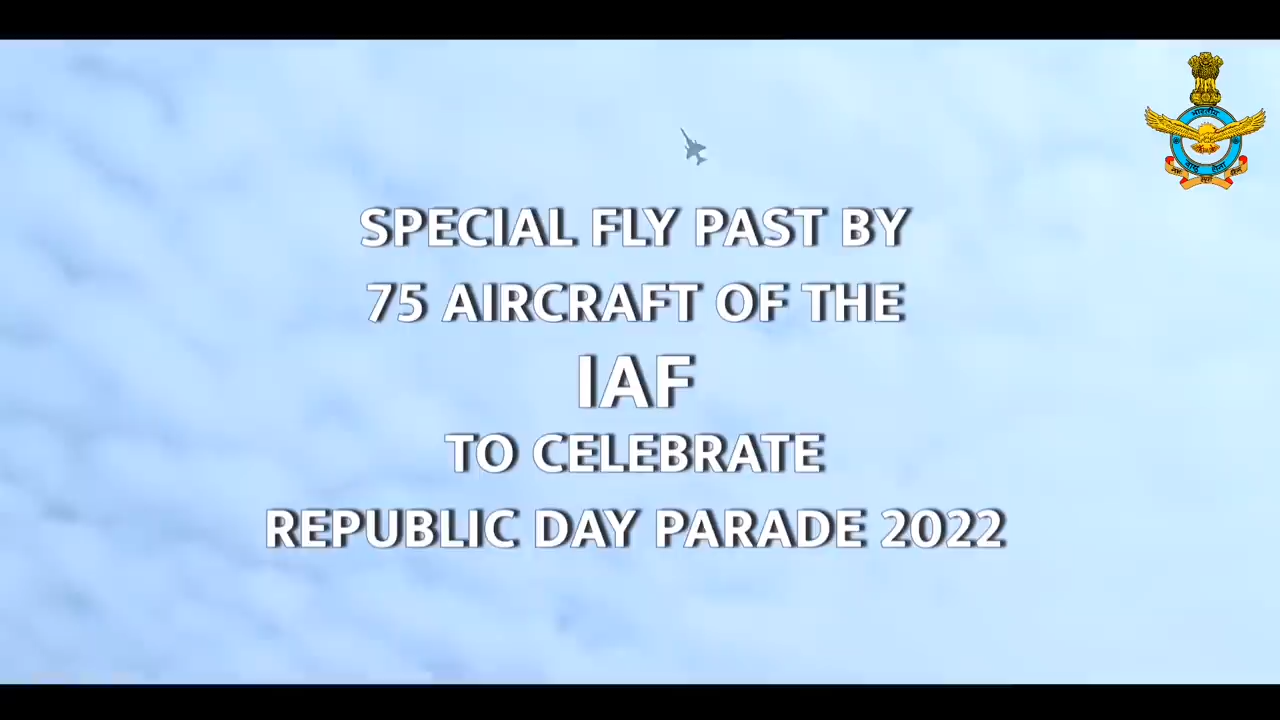 SPECIAL FLY PAST BY
75 AIRCRAFT OF THE
IAF
TO CELEBRATE
REPUBLIC DAY PARADE 2022